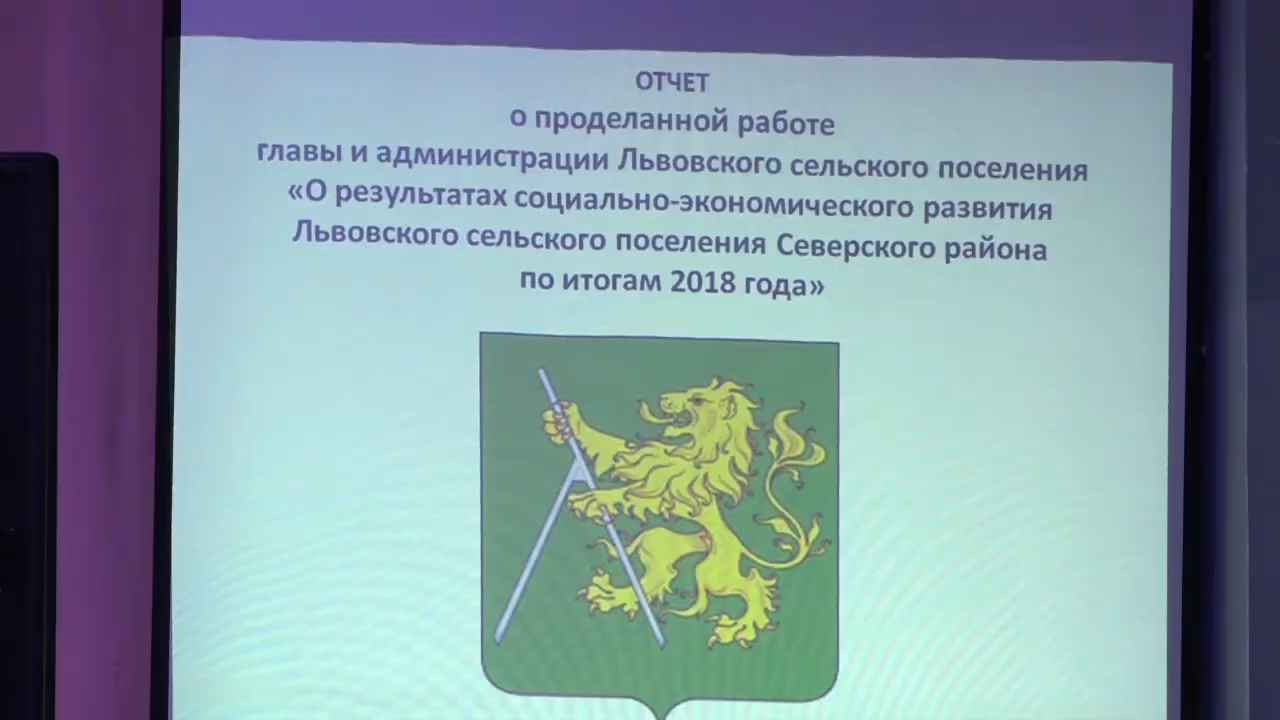 ОТЧЕТ
о проделанной работе
главы и администрации Львовского сельского поселения
«О результатах социально-экономического развития
Львовского сельского поселения Северского района
по итогам 2018 года»